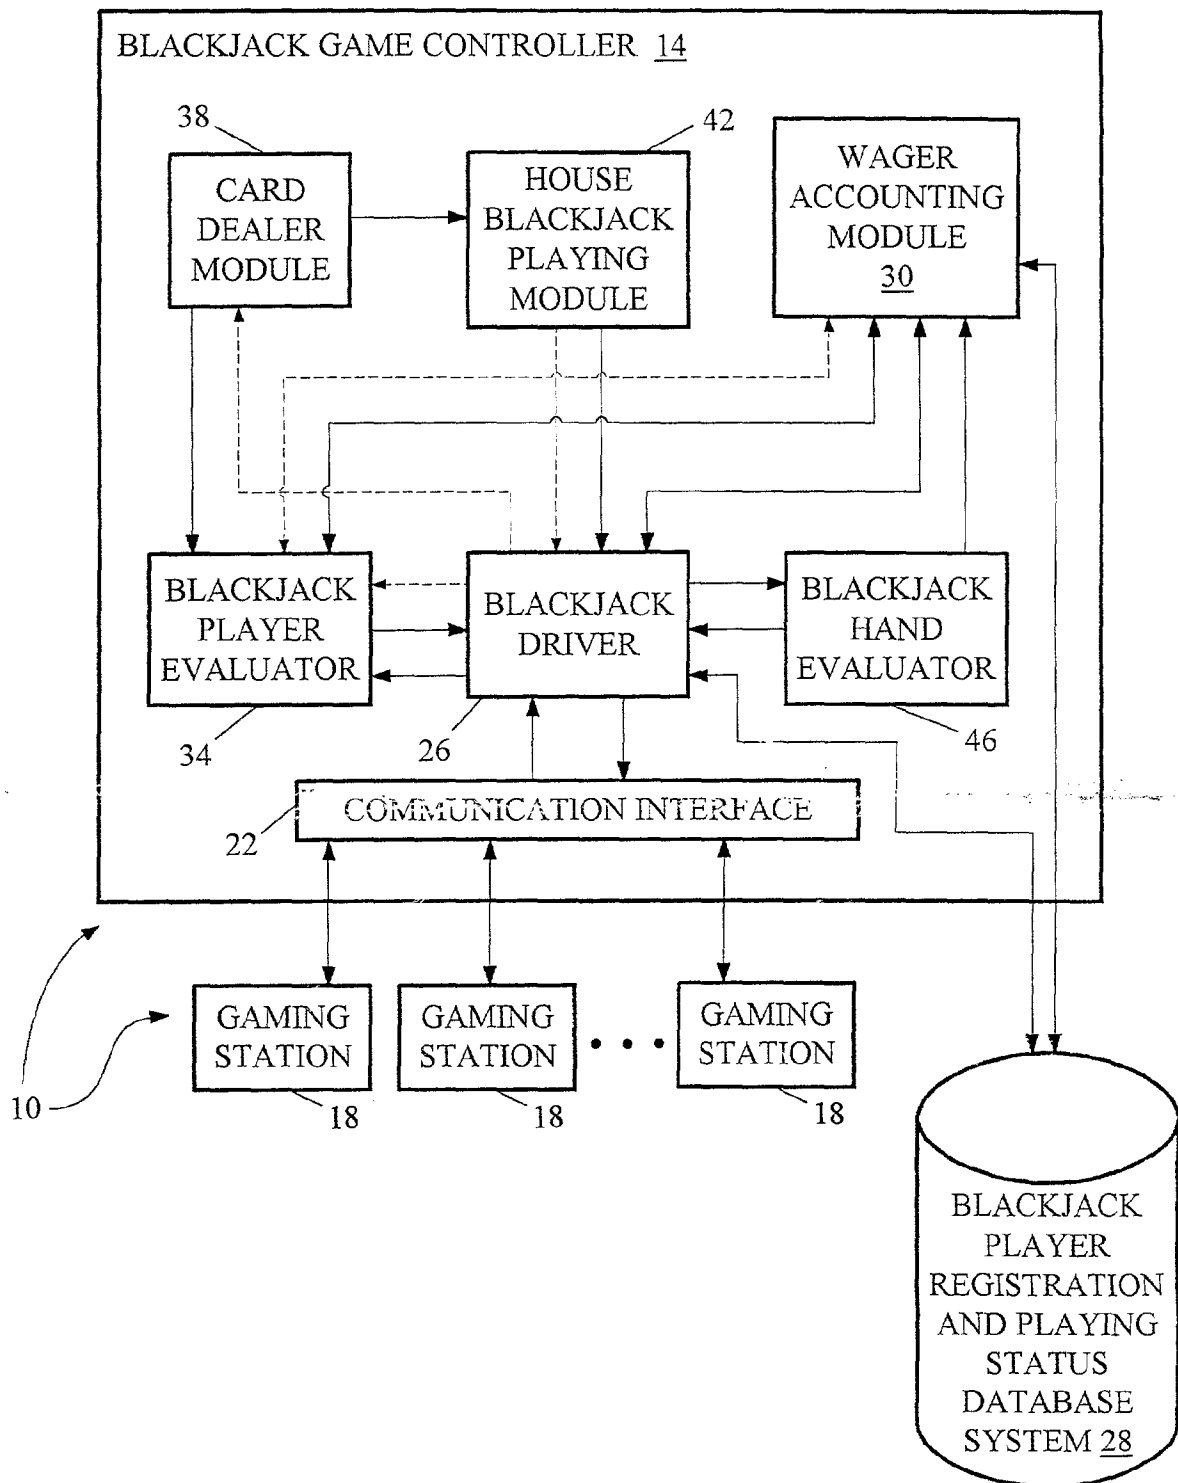 BLACKJACK GAME CONTROLLER 14
38
42
CARD
DEALER
MODULE
HOUSE
BLACKJACK
PLAYING
MODULE
WAGER
ACCOUNTING
MODULE
30
BLACKJACK
PLAYER
EVALUATOR
BLACKJACK
DRIVER
BLACKJACK
HAND
EVALUATOR
34
26
46
COMMUNICATION INTERFACE
22
GAMING
STATION
GAMING
STATION
GAMING
STATION
10
18
18
18
BLACKJACK
PLAYER
REGISTRATION
AND PLAYING
STATUS
DATABASE
SYSTEM 28